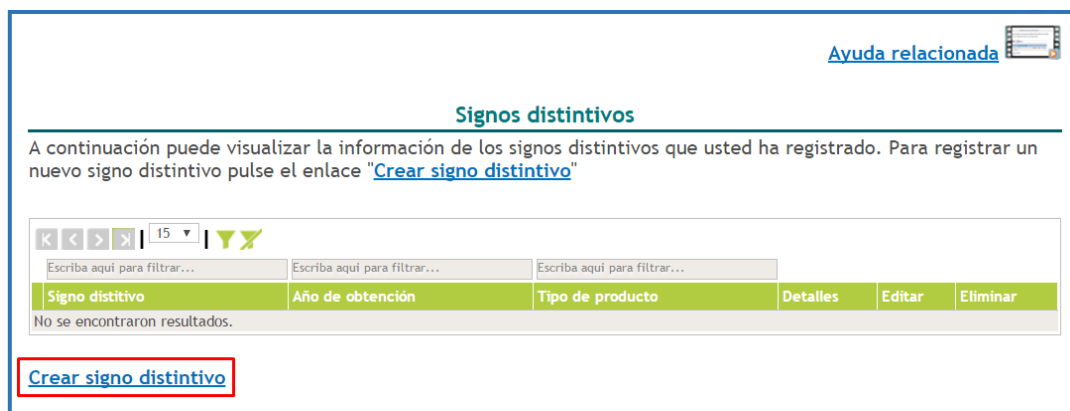 Ayuda relacionada
Signos distintivos
A continuación puede visualizar la información de los signos distintivos que usted ha registrado. Para registrar un
nuevo signo distintivo pulse el enlace "Crear signo distintivo"
15
Escriba aqui para filtrar... Escriba aqui para filtrar... Escriba aqui para filtrar...
Signo distitivo Año de obtención Tipo de producto Detalles Editar Eliminar
No se encontraron resultados.
Crear signo distintivo